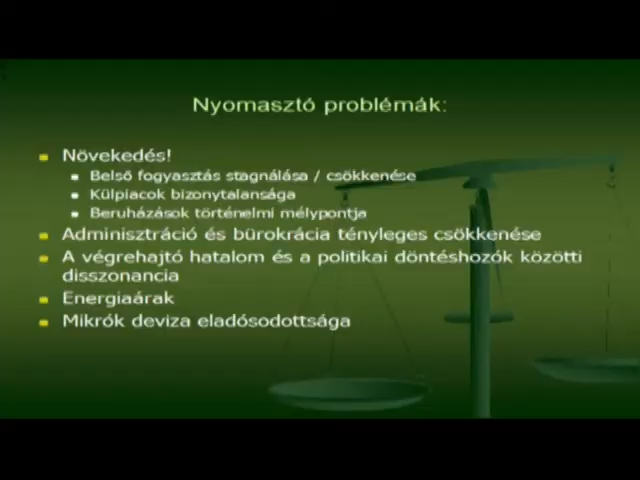 Nyomasztó problémák:
Növekedés!
Belső fogyasztás stagnálása / csökkenése
Külpiacok bizonytalansága
Beruházások történelmi mélypontja
Adminisztráció és bürokrácia tényleges csökkenése
A végrehajtó hatalom és a politikai döntéshozók közötti
disszonancia
Energiaárak
Mikrók deviza eladósodottsága